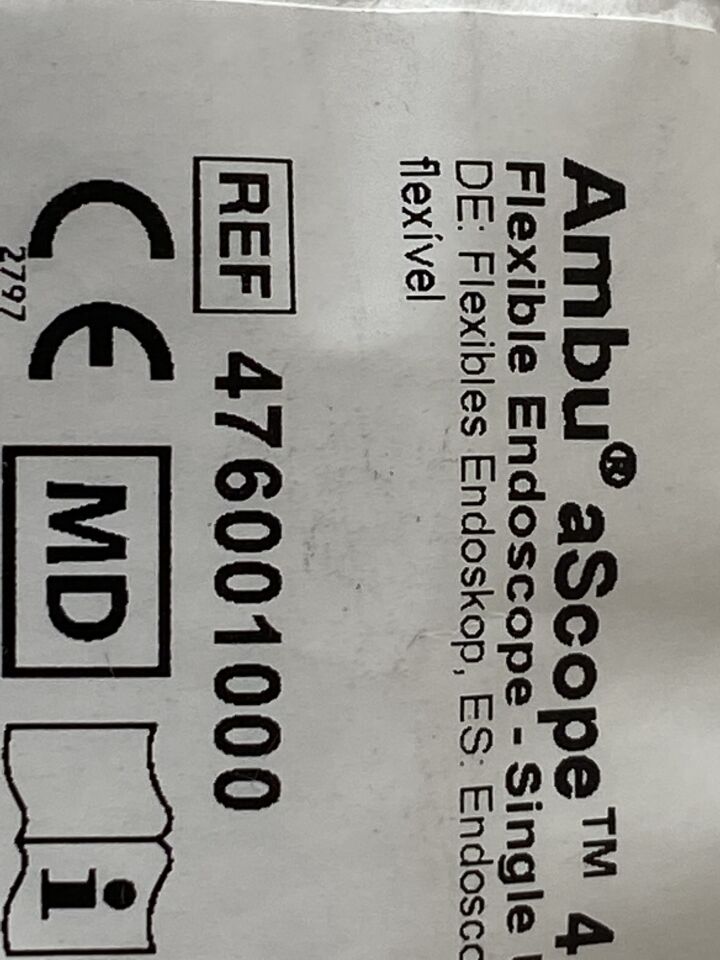 Ambu® aScope™ 4
Flexible Endoscope - Single
DE: Flexibles Endoskop, ES: Endosco
flexível
REF 476001000
CE MD i
2797